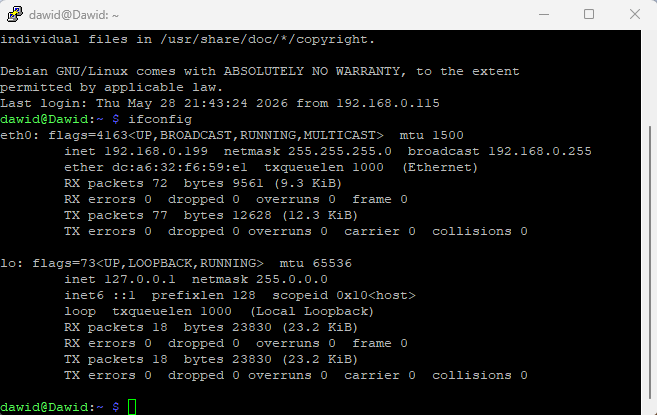 dawid@Dawid: ~
individual files in /usr/share/doc/*/copyright.
Debian GNU/Linux comes with ABSOLUTELY NO WARRANTY, to the extent
permitted by applicable law.
Last login: Thu May 28 21:43:24 2026 from 192.168.0.115
dawid@Dawid:~ $ ifconfig
eth0: flags=4163<UP,BROADCAST,RUNNING,MULTICAST>  mtu 1500
        inet 192.168.0.199  netmask 255.255.255.0  broadcast 192.168.0.255
        ether dc:a6:32:f6:59:e1  txqueuelen 1000  (Ethernet)
        RX packets 72  bytes 9561 (9.3 KiB)
        RX errors 0  dropped 0  overruns 0  frame 0
        TX packets 77  bytes 12628 (12.3 KiB)
        TX errors 0  dropped 0 overruns 0  carrier 0  collisions 0
lo: flags=73<UP,LOOPBACK,RUNNING>  mtu 65536
        inet 127.0.0.1  netmask 255.0.0.0
        inet6 ::1  prefixlen 128  scopeid 0x10<host>
        loop  txqueuelen 1000  (Local Loopback)
        RX packets 18  bytes 23830 (23.2 KiB)
        RX errors 0  dropped 0  overruns 0  frame 0
        TX packets 18  bytes 23830 (23.2 KiB)
        TX errors 0  dropped 0 overruns 0  carrier 0  collisions 0
dawid@Dawid:~ $